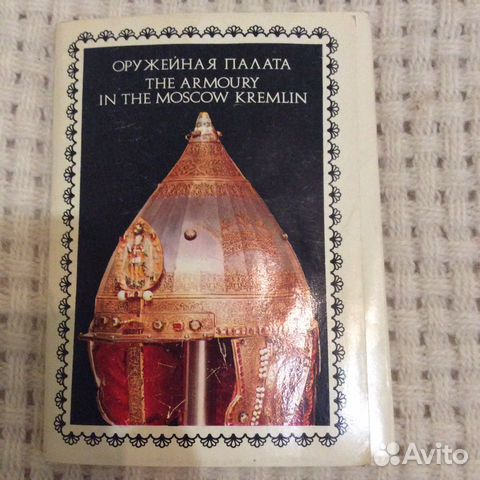 ОРУЖЕЙНАЯ ПАЛАТА
THE ARMOURY
IN THE MOSCOW KREMLIN
Avito